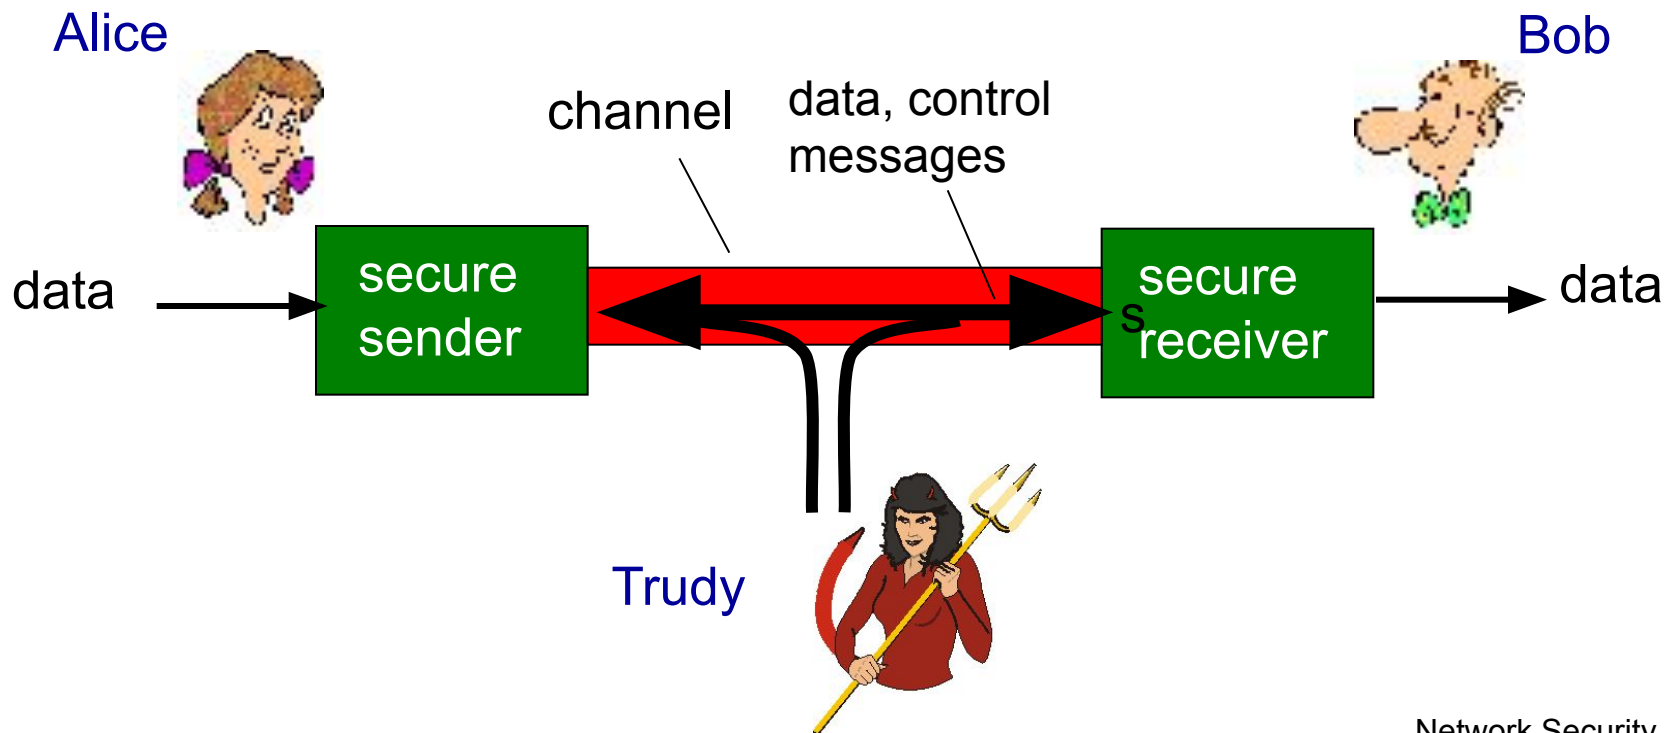 Alice
Bob
channel
data, control
messages
data
secure
sender
s
secure
receiver
data
Trudy
Network Security